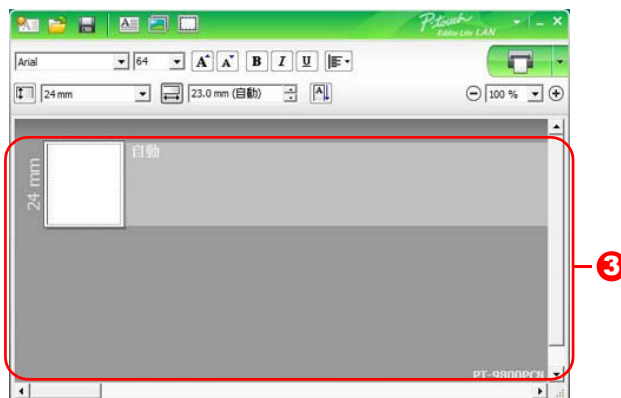 P-touch
Editor Lite LAN
Arial 64 A A B I U
24 mm 23.0 mm (自動) A 100 %
自動
24 mm
3
PT-9800PCN